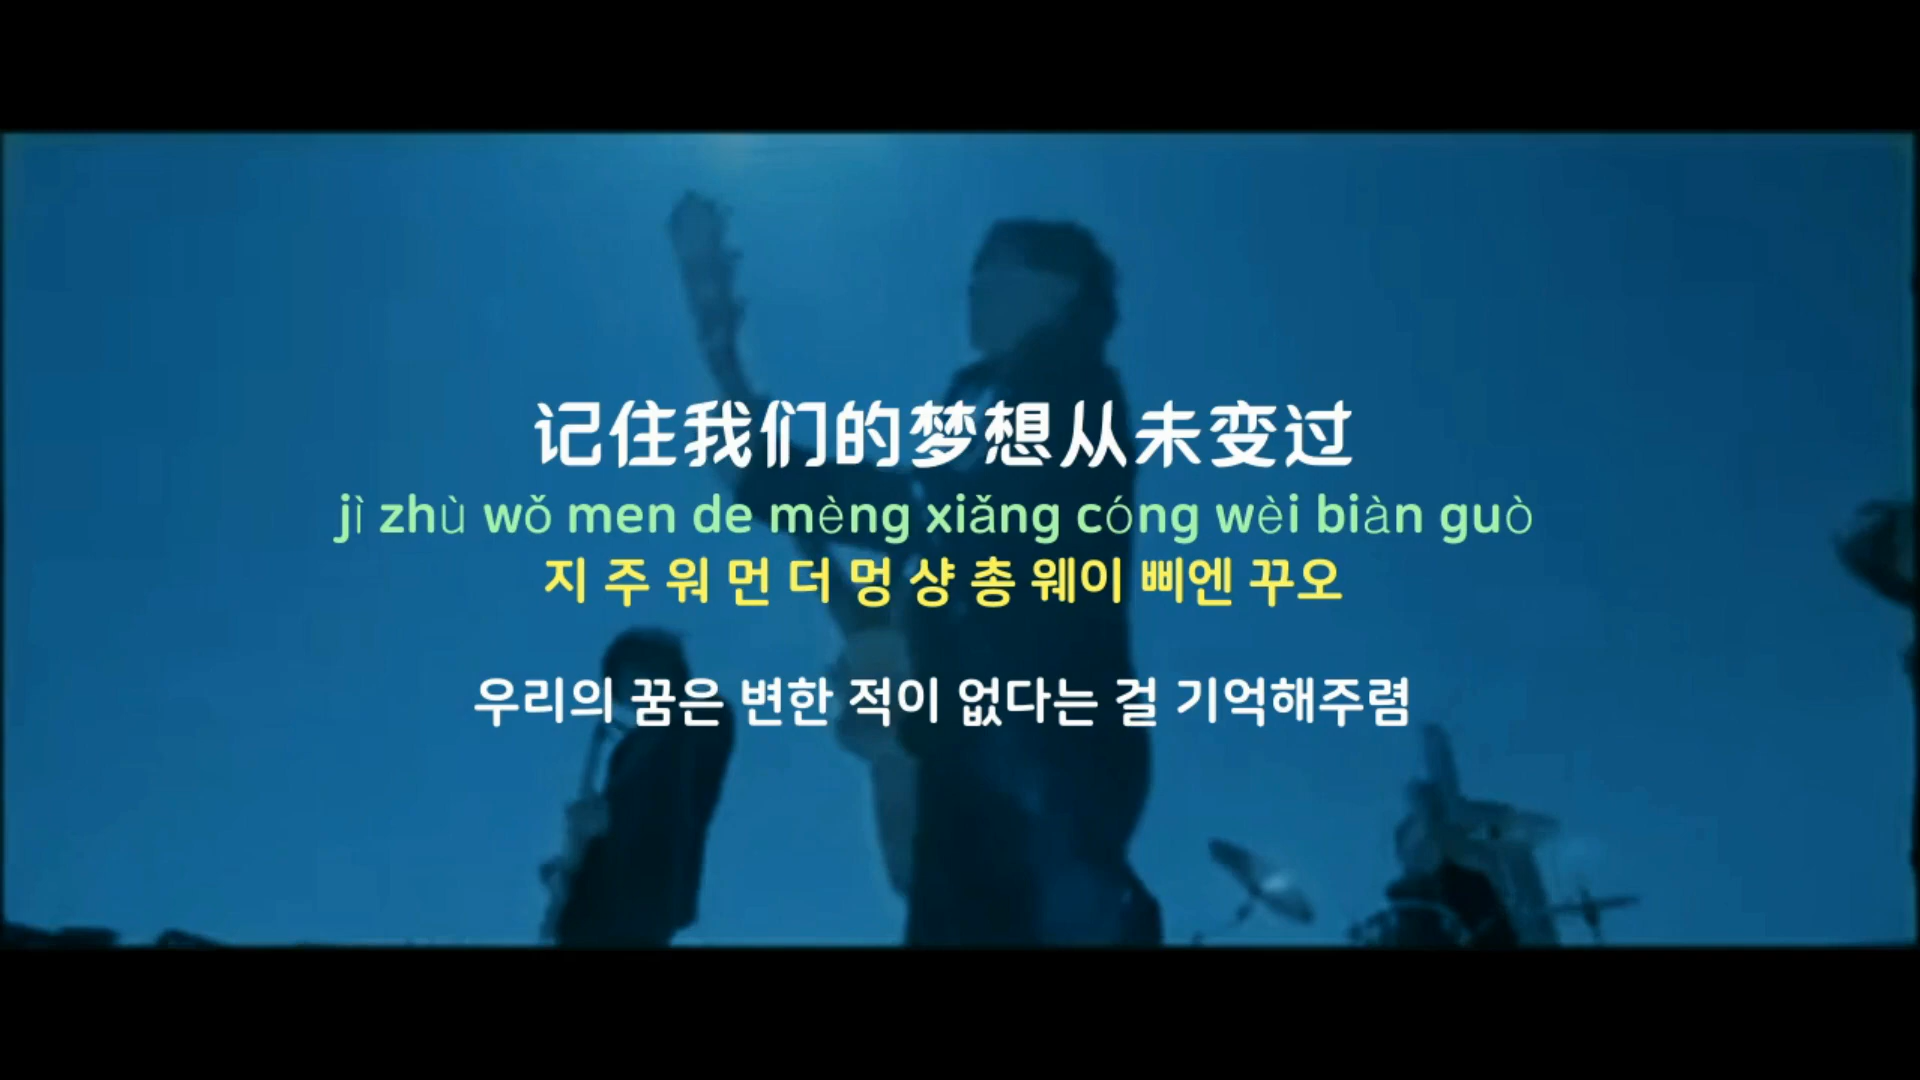 记住我们的梦想从未变过
jì zhù wǒ men de mèng xiǎng cóng wèi biàn guò
지 주 워 먼 더 멍 샹 총 웨이 삐엔 꾸오
우리의 꿈은 변한 적이 없다는 걸 기억해주렴